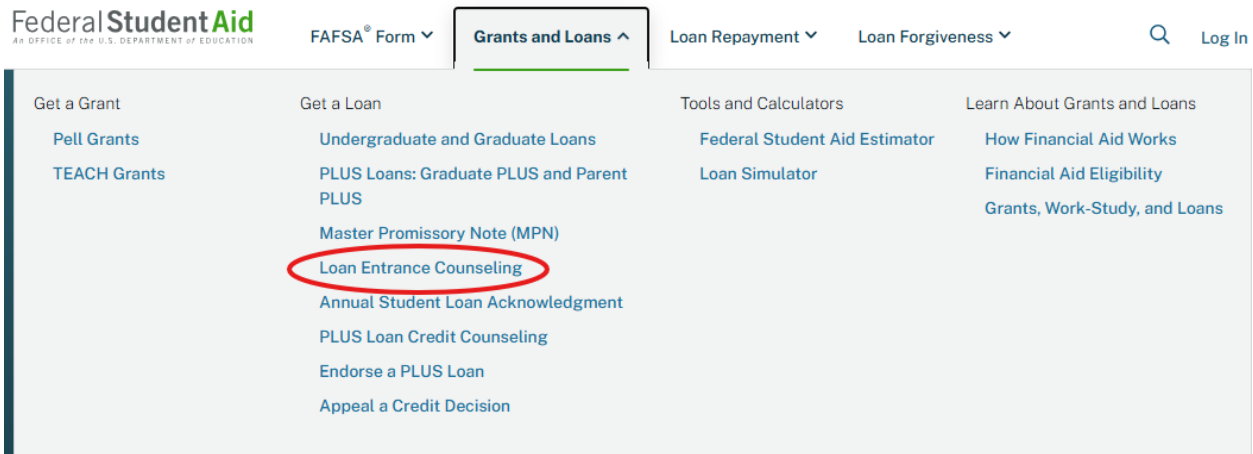 Federal Student Aid
An OFFICE of the U.S. DEPARTMENT of EDUCATION
FAFSA® Form
Grants and Loans
Loan Repayment
Loan Forgiveness
Log In
Get a Grant
Pell Grants
TEACH Grants
Get a Loan
Undergraduate and Graduate Loans
PLUS Loans: Graduate PLUS and Parent
PLUS
Master Promissory Note (MPN)
Loan Entrance Counseling
Annual Student Loan Acknowledgment
PLUS Loan Credit Counseling
Endorse a PLUS Loan
Appeal a Credit Decision
Tools and Calculators
Federal Student Aid Estimator
Loan Simulator
Learn About Grants and Loans
How Financial Aid Works
Financial Aid Eligibility
Grants, Work-Study, and Loans